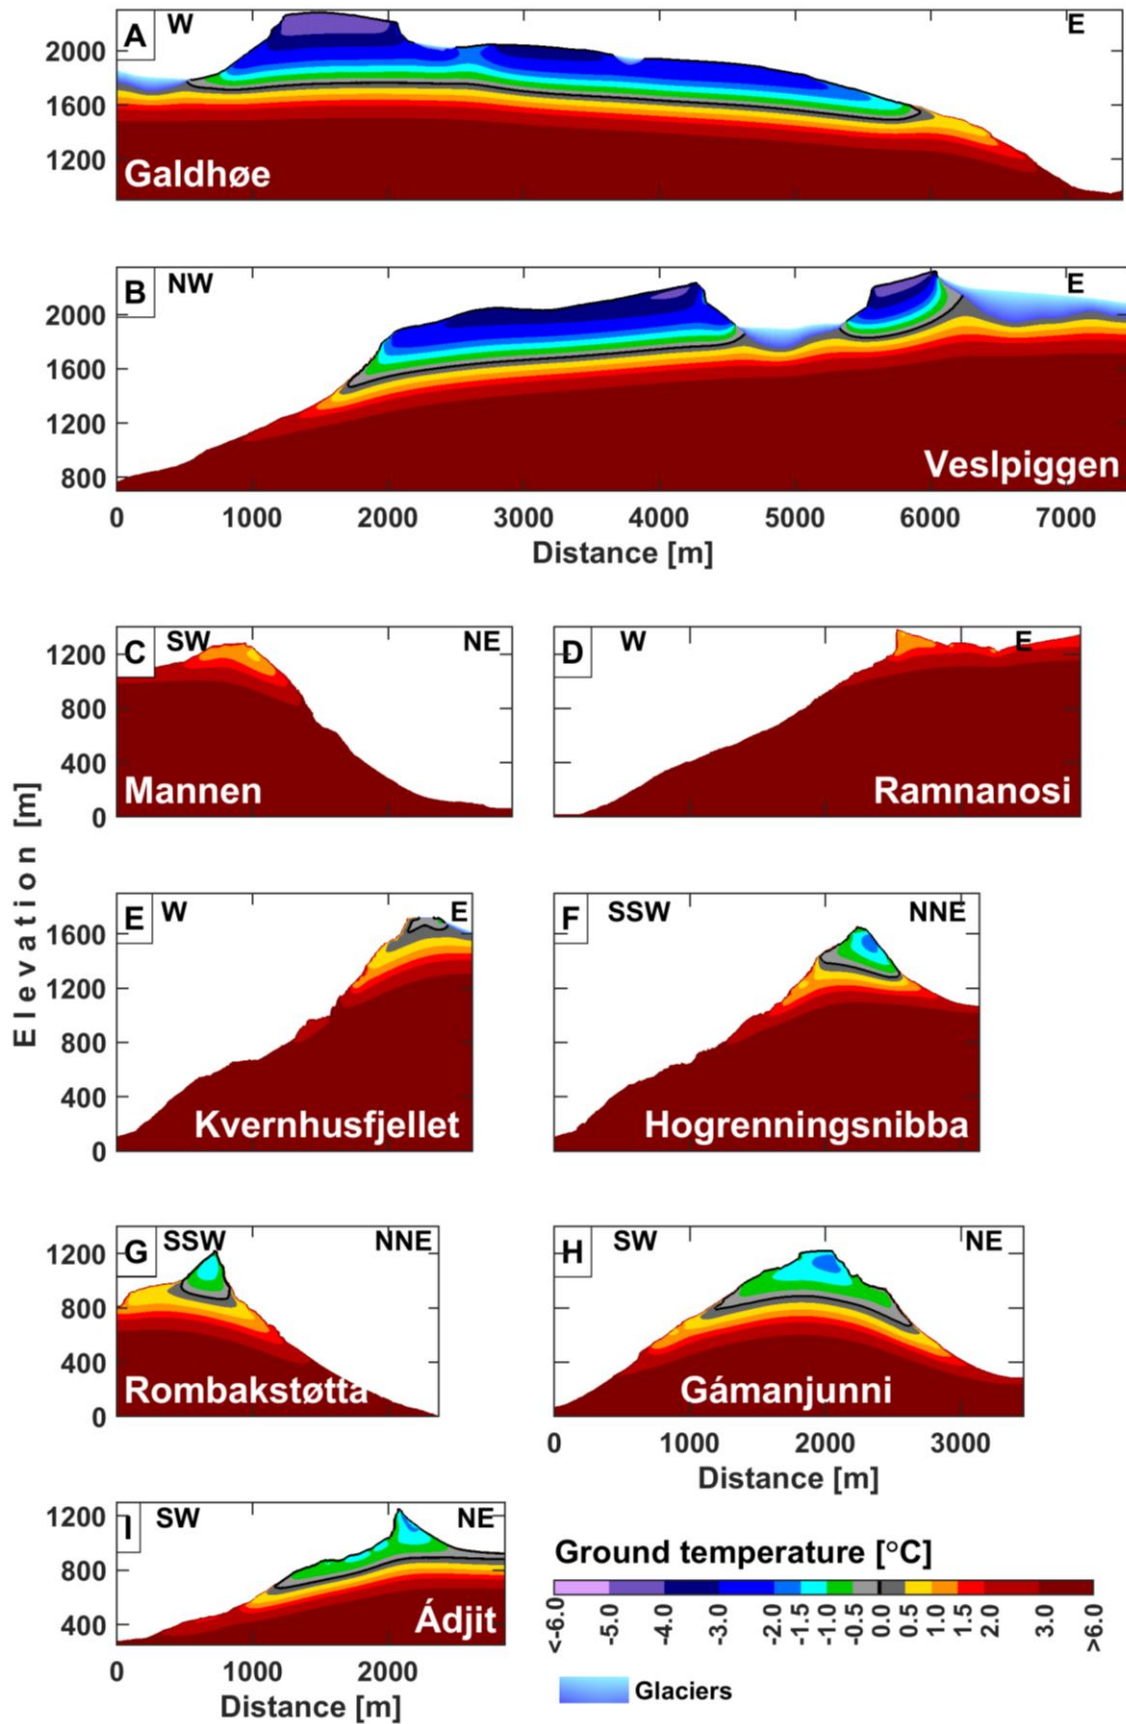 A W E
2000
1600
1200
Galdhøe
B NW E
2000
1600
1200
800
Veslpiggen
0 1000 2000 3000 4000 5000 6000 7000
Distance [m]
Elevation [m]
C SW NE
1200
800
400
0
Mannen
D W E
Ramnanosi
E W E
1600
1200
800
400
0
Kvernhusfjellet
F SSW NNE
Hogrenningsnibba
G SSW NNE
1200
800
400
0
Rombakstøtta
H SW NE
Gámanjunni
0 1000 2000 3000
Distance [m]
I SW NE
1200
800
400
Ádjit
0 1000 2000
Distance [m]
Ground temperature [°C]
<-6.0 -5.0 -4.0 -3.0 -2.0 -1.5 -1.0 -0.5 0.0 0.5 1.0 1.5 2.0 3.0 >6.0
Glaciers